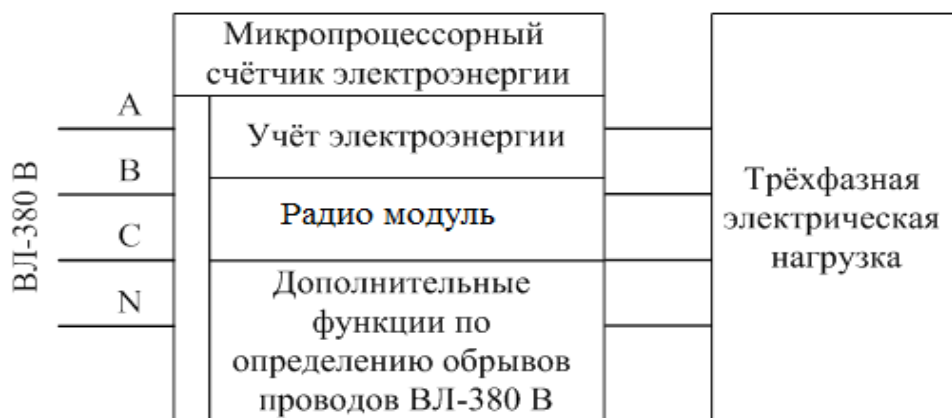 Микропроцессорный
счётчик электроэнергии
ВЛ-380 В
A
B
C
N
Учёт электроэнергии
Радио модуль
Дополнительные
функции по
определению обрывов
проводов ВЛ-380 В
Трёхфазная
электрическая
нагрузка